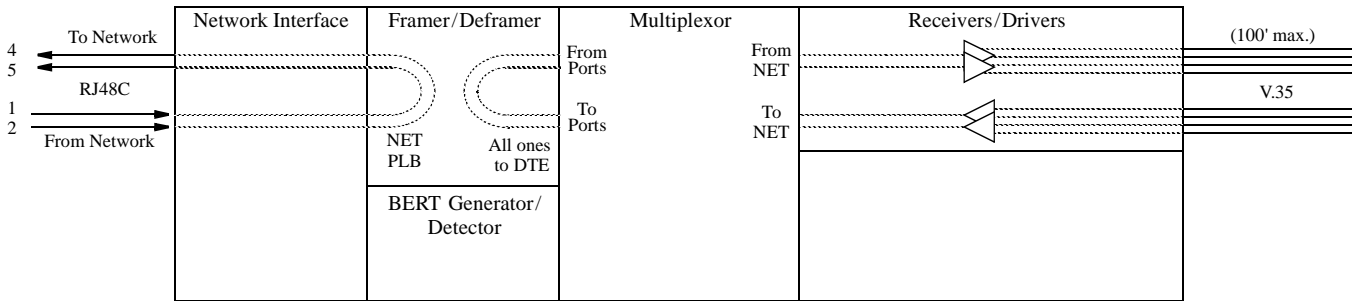 Network Interface
Framer/Deframer
Multiplexor
Receivers/Drivers
To Network
4
5
RJ48C
1
2
From Network
From
Ports
To
Ports
NET
PLB
All ones
to DTE
BERT Generator/
Detector
From
NET
To
NET
(100' max.)
V.35